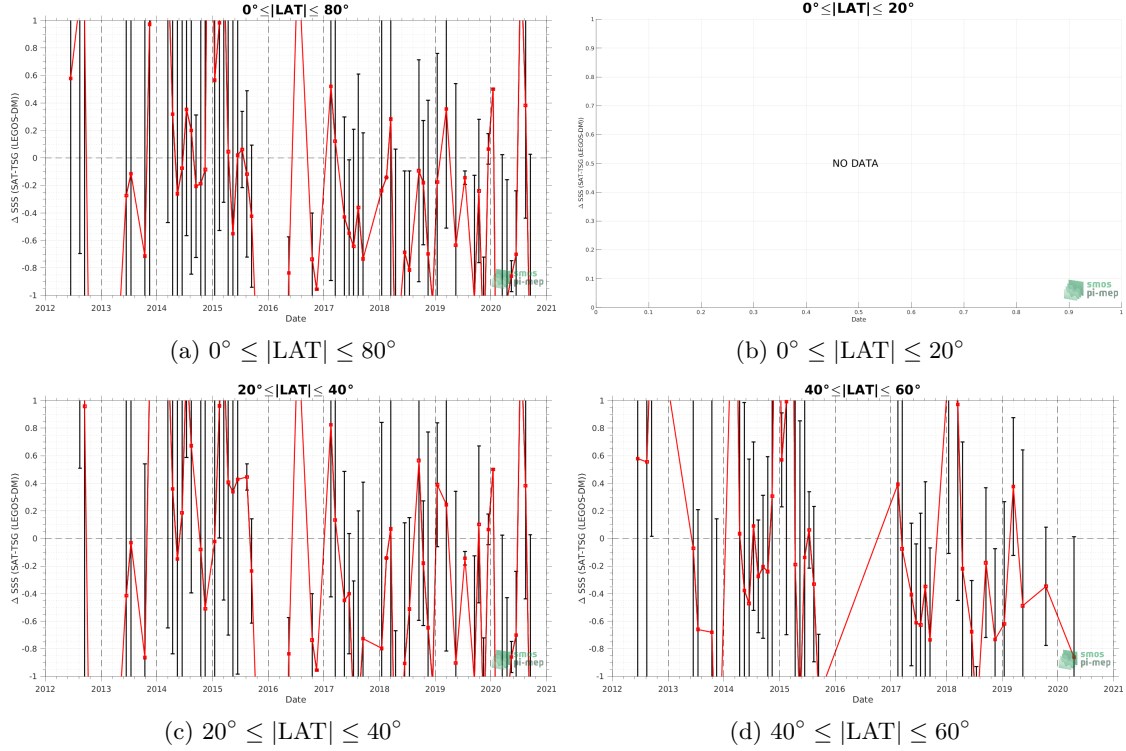 0°≤|LAT|≤ 80°
Δ SSS (SAT-TSG (LEGOS-DM))
1
0.8
0.6
0.4
0.2
0
-0.2
-0.4
-0.6
-0.8
-1
2012 2013 2014 2015 2016 2017 2018 2019 2020 2021
Date
smos
pi-mep
(a) 0° ≤ |LAT| ≤ 80°
0°≤|LAT|≤ 20°
Δ SSS (SAT-TSG (LEGOS-DM))
1
0.9
0.8
0.7
0.6
0.5
0.4
0.3
0.2
0.1
0
NO DATA
0 0.1 0.2 0.3 0.4 0.5 0.6 0.7 0.8 0.9 1
Date
smos
pi-mep
(b) 0° ≤ |LAT| ≤ 20°
20°≤|LAT|≤ 40°
Δ SSS (SAT-TSG (LEGOS-DM))
1
0.8
0.6
0.4
0.2
0
-0.2
-0.4
-0.6
-0.8
-1
2012 2013 2014 2015 2016 2017 2018 2019 2020 2021
Date
smos
pi-mep
(c) 20° ≤ |LAT| ≤ 40°
40°≤|LAT|≤ 60°
Δ SSS (SAT-TSG (LEGOS-DM))
1
0.8
0.6
0.4
0.2
0
-0.2
-0.4
-0.6
-0.8
-1
2012 2013 2014 2015 2016 2017 2018 2019 2020 2021
Date
smos
pi-mep
(d) 40° ≤ |LAT| ≤ 60°